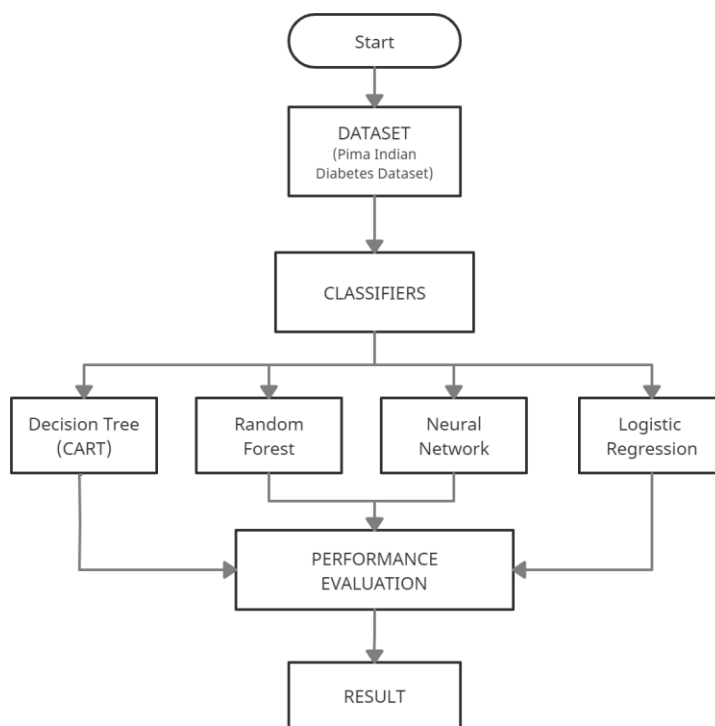 Start
DATASET
(Pima Indian
Diabetes Dataset)
CLASSIFIERS
Decision Tree
(CART)
Random
Forest
Neural
Network
Logistic
Regression
PERFORMANCE
EVALUATION
RESULT